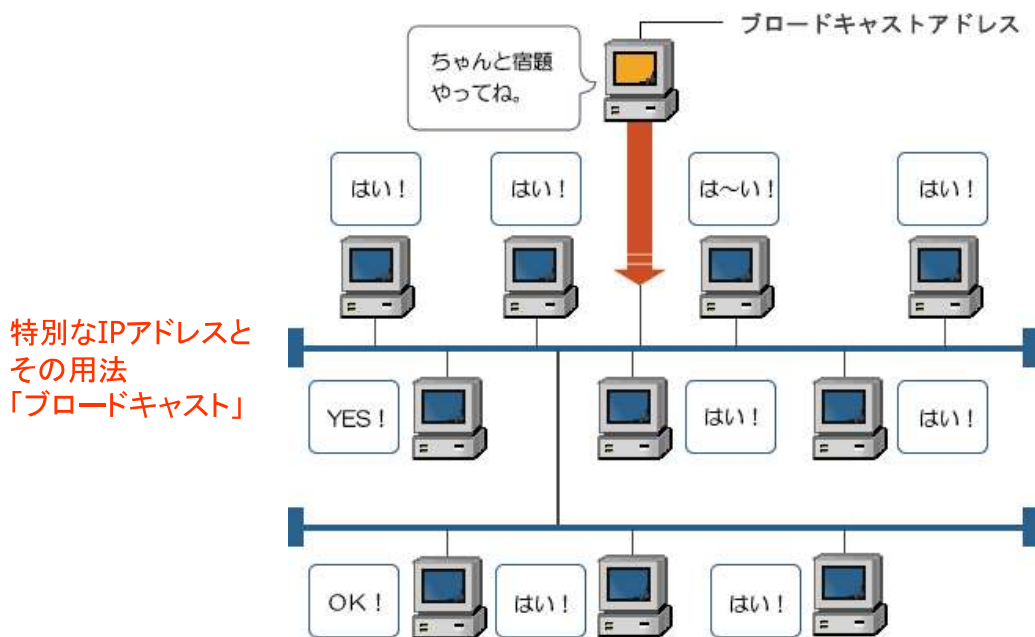 ブロードキャストアドレス
ちゃんと宿題
やってね。
はい！
はい！
は～い！
はい！
特別なIPアドレスと
その用法
「ブロードキャスト」
YES！
はい！
はい！
OK！
はい！
はい！